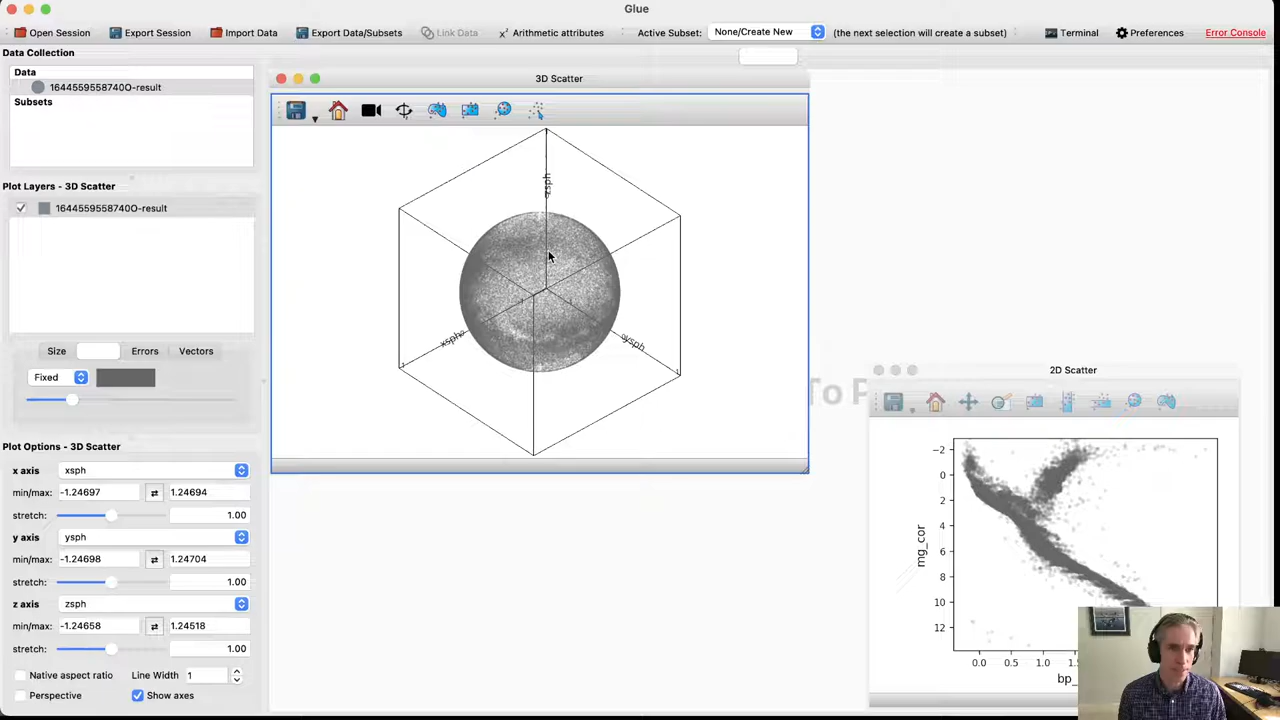 Glue
Open Session Export Session Import Data Export Data/Subsets Link Data Arithmetic attributes Active Subset: None/Create New (the next selection will create a subset) Terminal Preferences Error Console
Data Collection
Data
1644559558740O-result
Subsets
Plot Layers - 3D Scatter
1644559558740O-result
Size Errors Vectors
Fixed
Plot Options - 3D Scatter
x axis xsph
min/max: -1.24697 1.24694
stretch: 1.00
y axis ysph
min/max: -1.24698 1.24704
stretch: 1.00
z axis zsph
min/max: -1.24658 1.24518
stretch: 1.00
Native aspect ratio Line Width 1
Perspective Show axes
3D Scatter
zsph
xsph
ysph
To P
2D Scatter
−2
0
2
4
6
8
10
12
mg_cor
0.0 0.5 1.0 1.
bp_